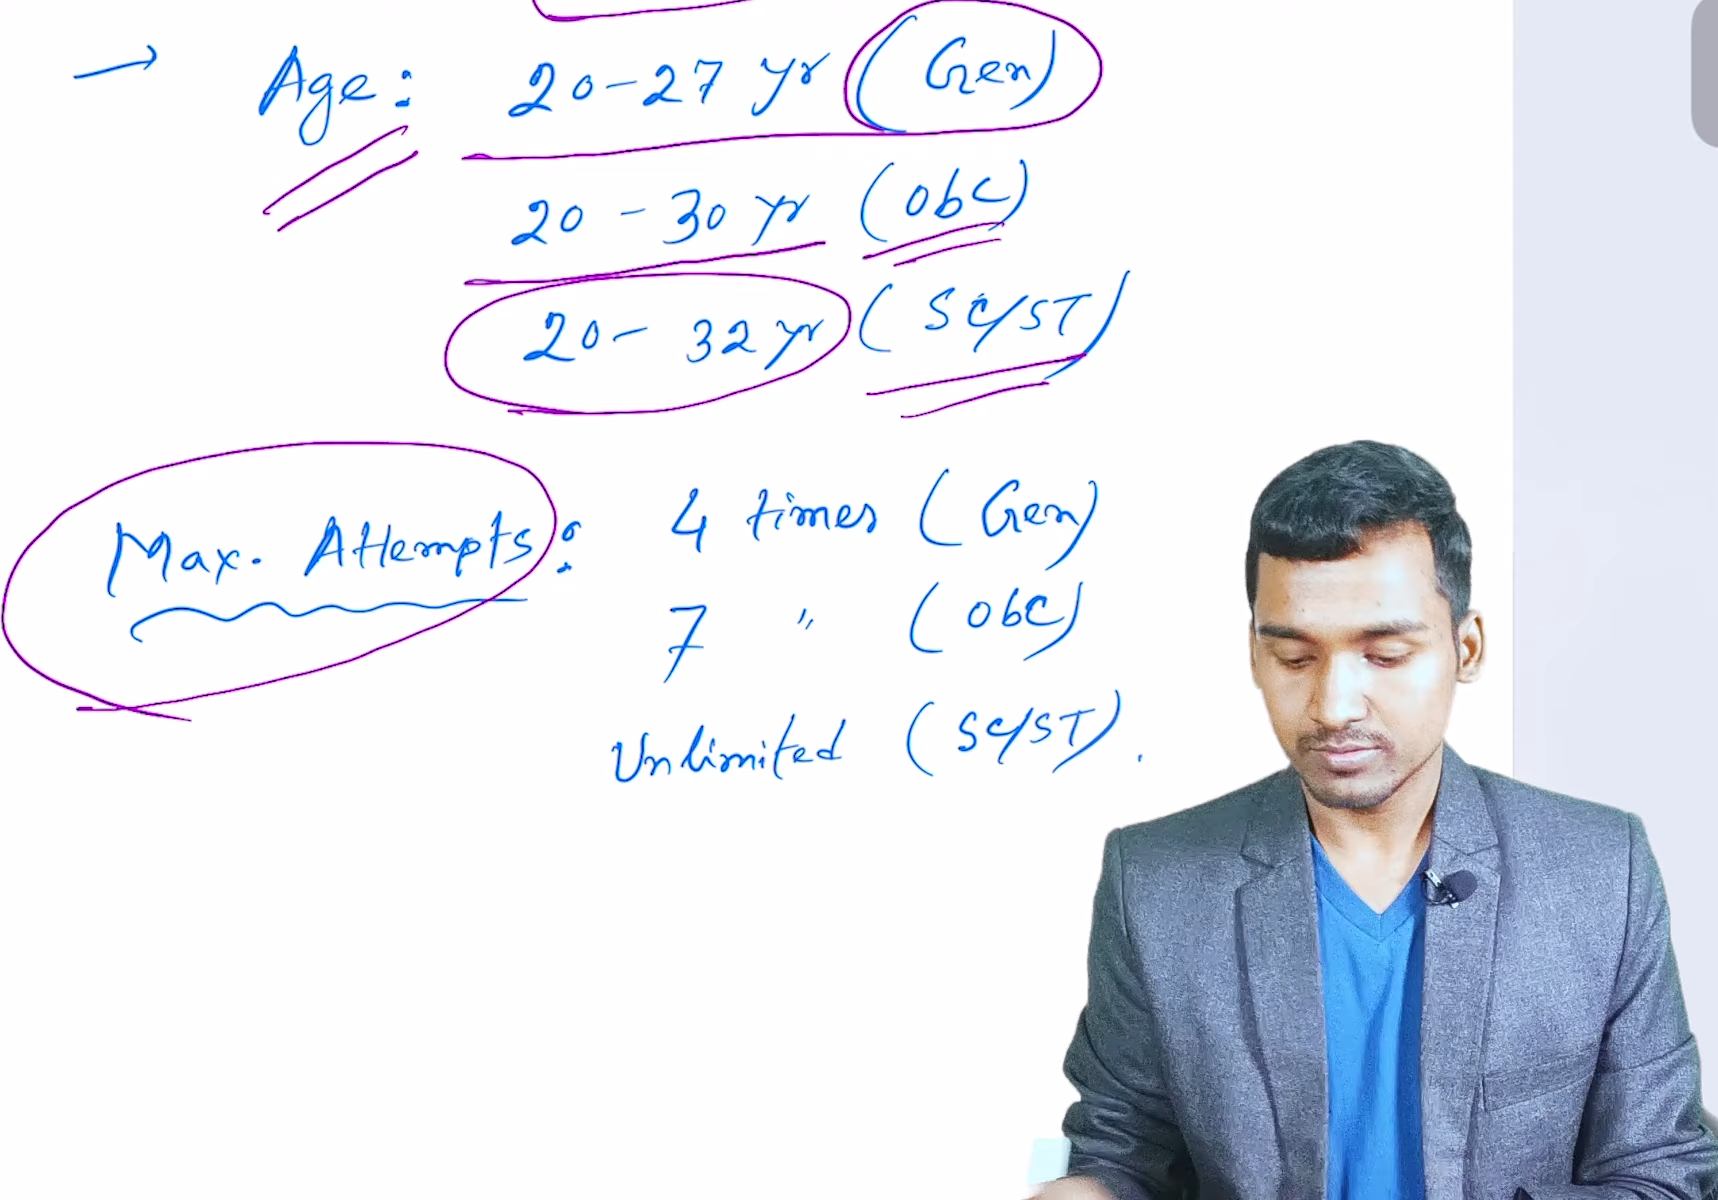 → Age: 20-27 yr (Gen)
20 - 30 yr (Obc)
20 - 32 yr (SC/ST)
Max. Attempts: 4 times (Gen)
7 " (Obc)
Unlimited (SC/ST).